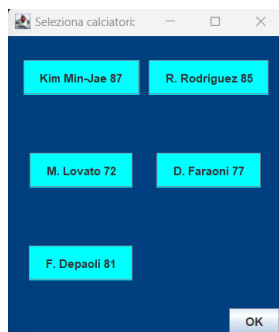 Seleziona calciatori:
Kim Min-Jae 87
R. Rodriguez 85
M. Lovato 72
D. Faraoni 77
F. Depaoli 81
OK